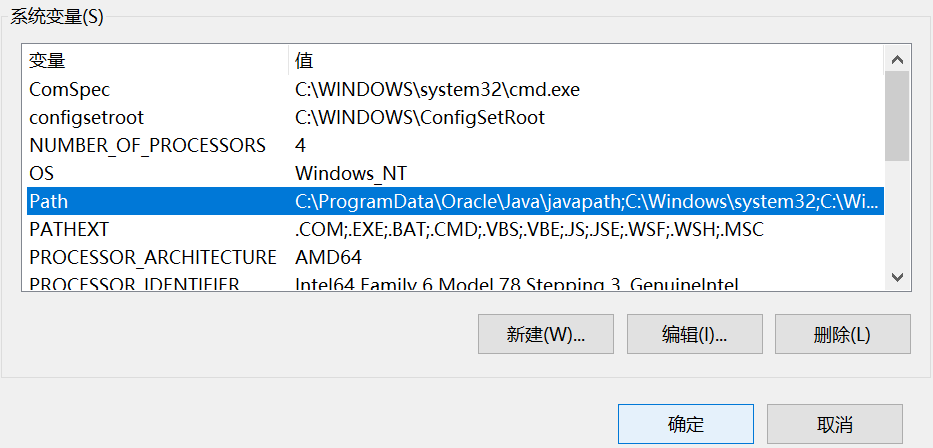 系统变量(S)
变量 值
ComSpec C:\WINDOWS\system32\cmd.exe
configsetroot C:\WINDOWS\ConfigSetRoot
NUMBER_OF_PROCESSORS 4
OS Windows_NT
Path C:\ProgramData\Oracle\Java\javapath;C:\Windows\system32;C:\Wi...
PATHEXT .COM;.EXE;.BAT;.CMD;.VBS;.VBE;.JS;.JSE;.WSF;.WSH;.MSC
PROCESSOR_ARCHITECTURE AMD64
PROCESSOR_IDENTIFIER Intel64 Family 6 Model 78 Stepping 3, GenuineIntel
新建(W)... 编辑(I)... 删除(L)
确定 取消